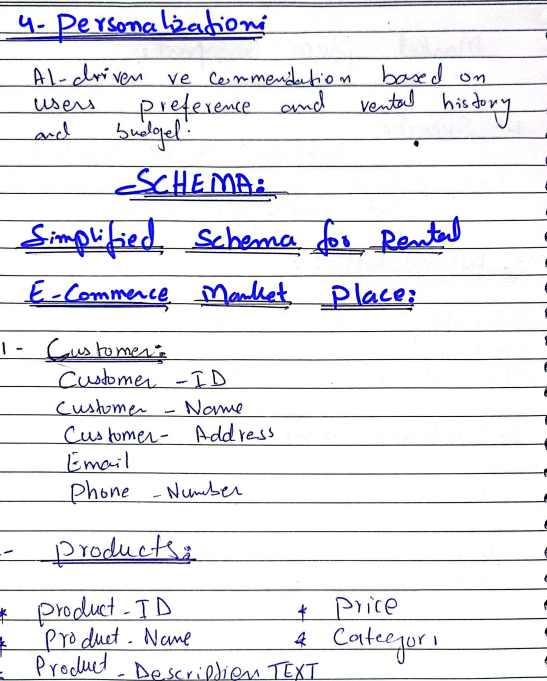 4- Personalization:
AI-driven recommendation based on
users preference and rental history
and budget.
SCHEMA:
Simplified Schema for Rental
E-Commerce Market Place:
1- Customer:
Customer -ID
Customer - Name
Customer- Address
Email
Phone - Number
- Products:
* Product - ID * Price
* Product - Name * Categori
Product - Description TEXT